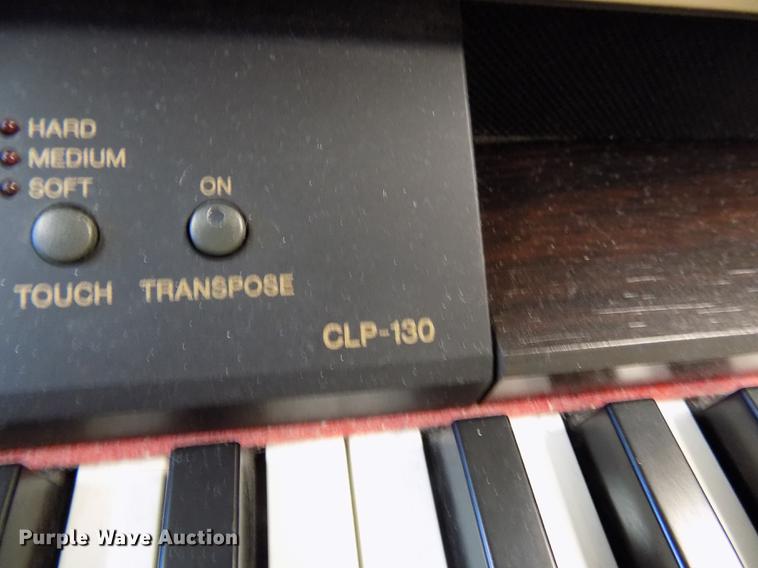 HARD
MEDIUM
SOFT
ON
TOUCH
TRANSPOSE
CLP-130
Purple Wave Auction